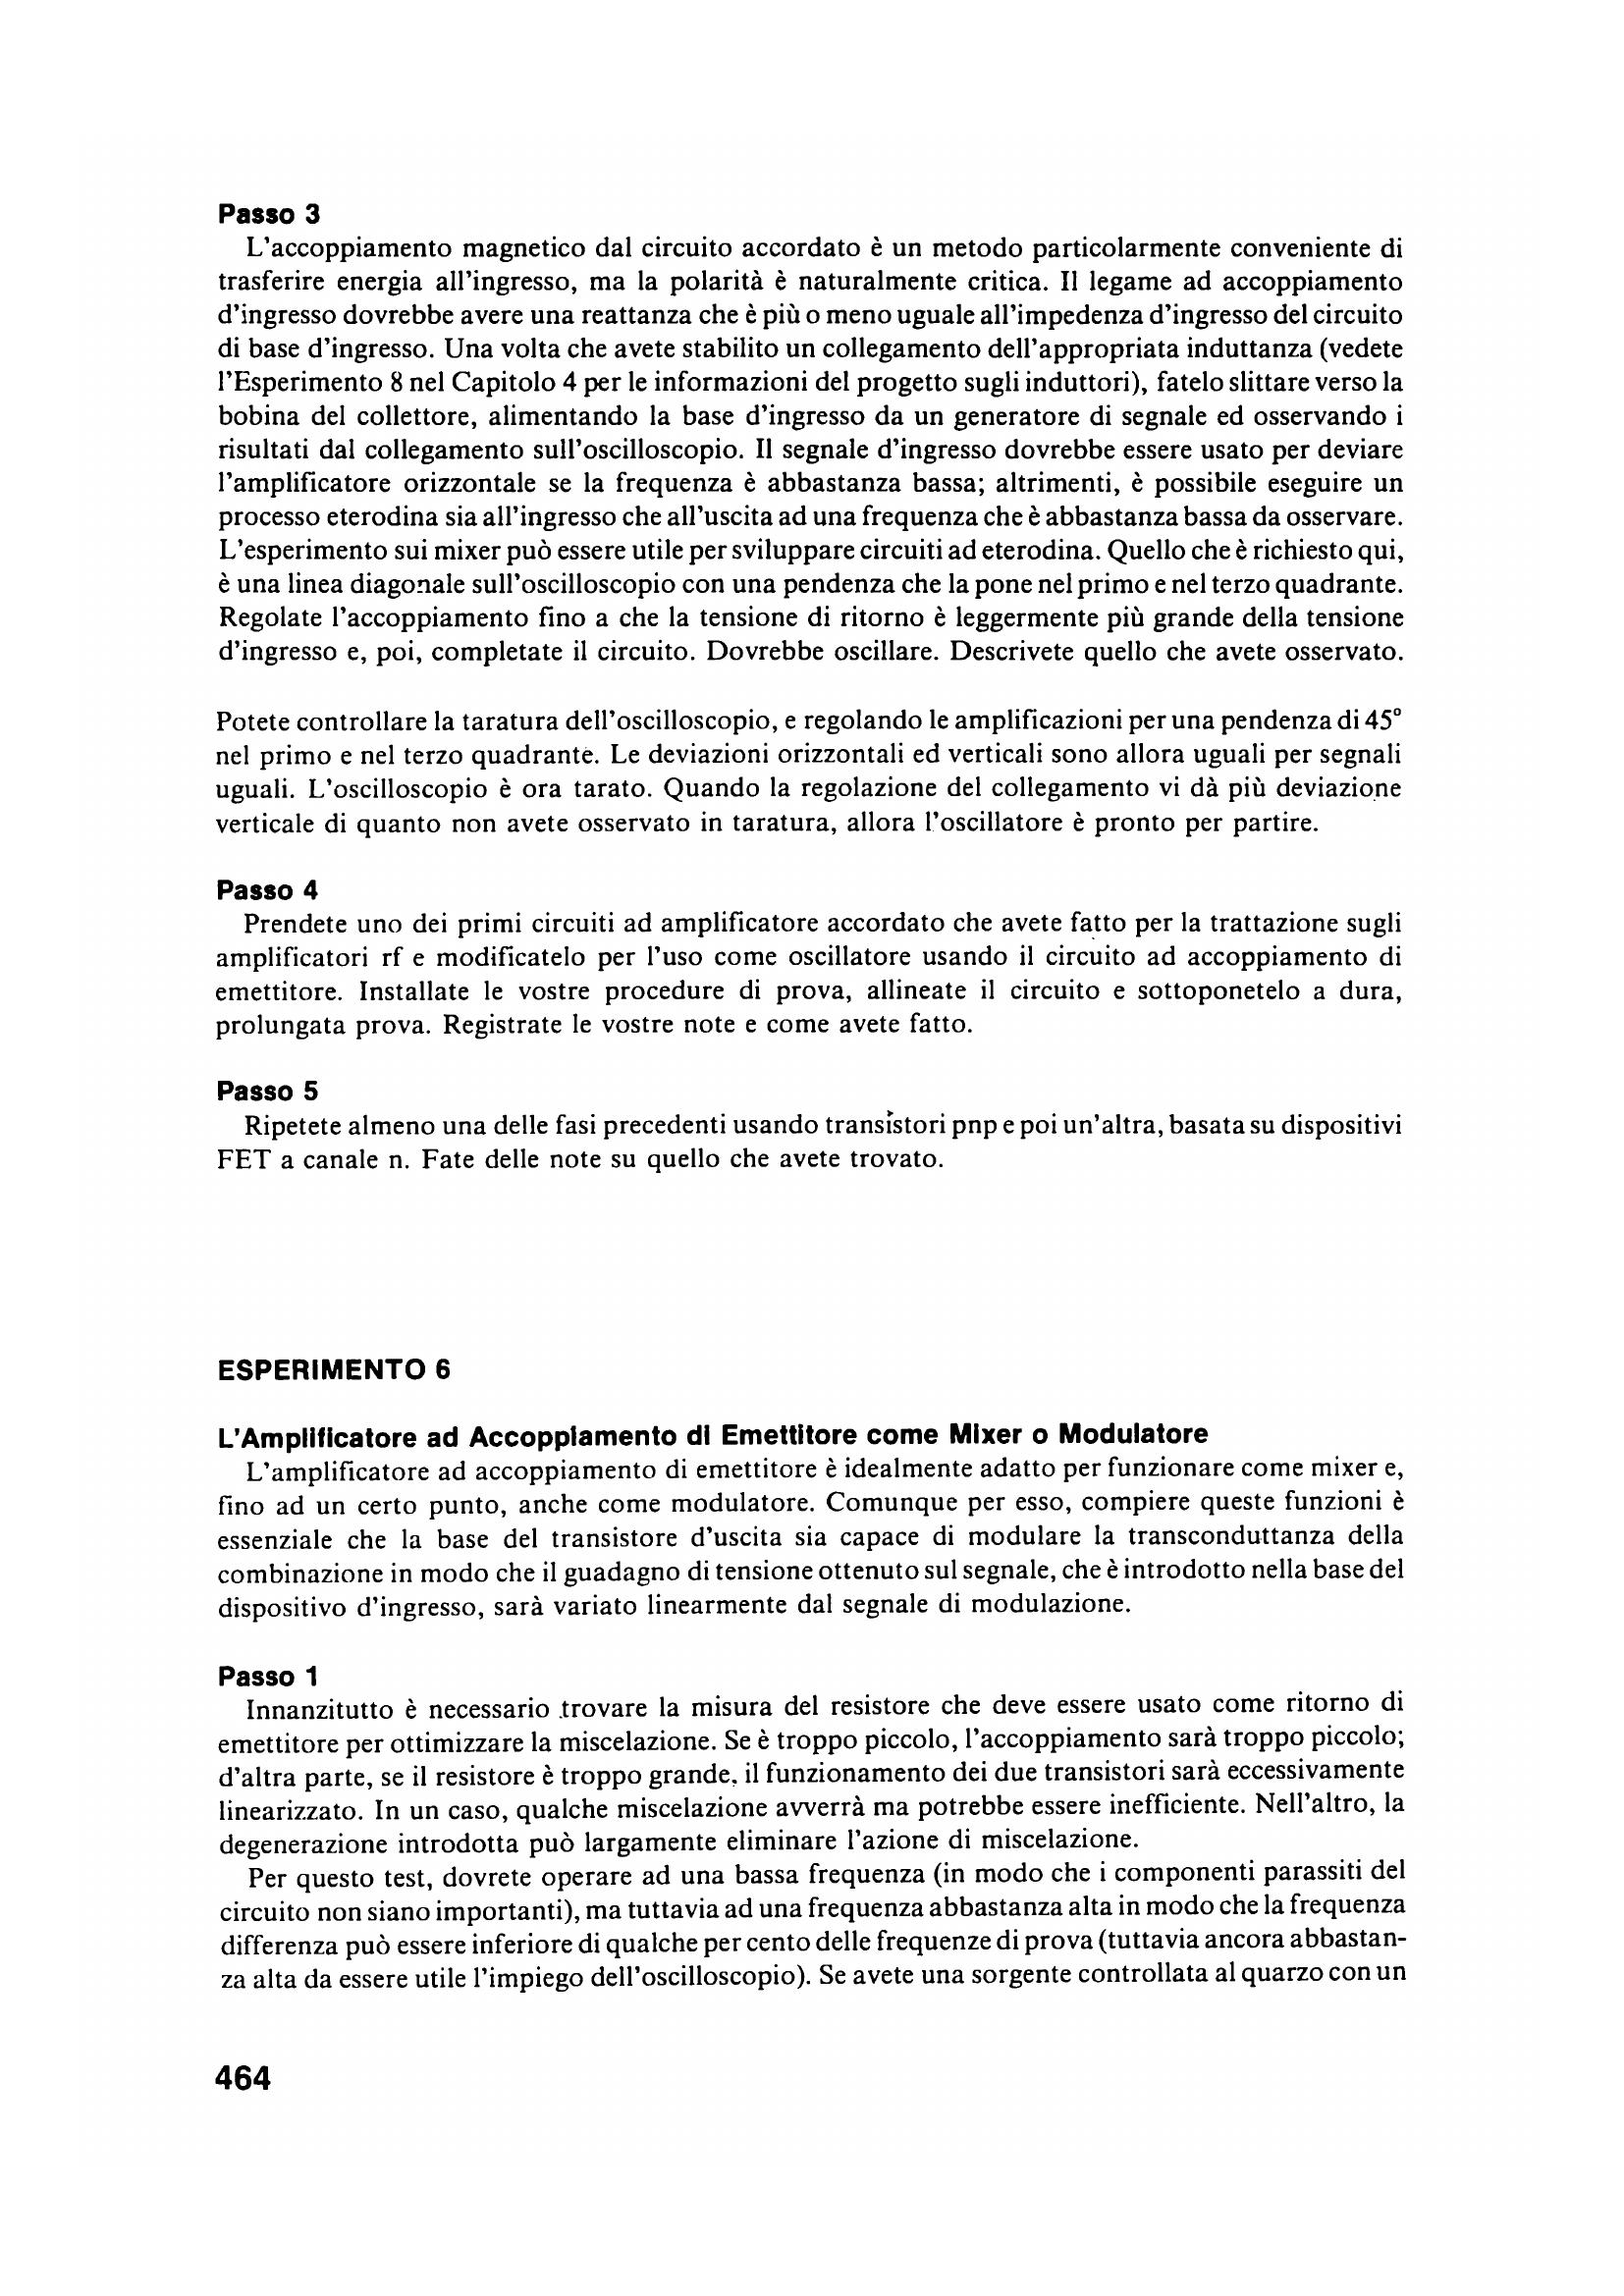 Passo 3
L'accoppiamento magnetico dal circuito accordato è un metodo particolarmente conveniente di
trasferire energia all'ingresso, ma la polarità è naturalmente critica. Il legame ad accoppiamento
d'ingresso dovrebbe avere una reattanza che è più o meno uguale all'impedenza d'ingresso del circuito
di base d'ingresso. Una volta che avete stabilito un collegamento dell'appropriata induttanza (vedete
l'Esperimento 8 nel Capitolo 4 per le informazioni del progetto sugli induttori), fatelo slittare verso la
bobina del collettore, alimentando la base d'ingresso da un generatore di segnale ed osservando i
risultati dal collegamento sull'oscilloscopio. Il segnale d'ingresso dovrebbe essere usato per deviare
l'amplificatore orizzontale se la frequenza è abbastanza bassa; altrimenti, è possibile eseguire un
processo eterodina sia all'ingresso che all'uscita ad una frequenza che è abbastanza bassa da osservare.
L'esperimento sui mixer può essere utile per sviluppare circuiti ad eterodina. Quello che è richiesto qui,
è una linea diagonale sull'oscilloscopio con una pendenza che la pone nel primo e nel terzo quadrante.
Regolate l'accoppiamento fino a che la tensione di ritorno è leggermente più grande della tensione
d'ingresso e, poi, completate il circuito. Dovrebbe oscillare. Descrivete quello che avete osservato.
Potete controllare la taratura dell'oscilloscopio, e regolando le amplificazioni per una pendenza di 45°
nel primo e nel terzo quadrante. Le deviazioni orizzontali ed verticali sono allora uguali per segnali
uguali. L'oscilloscopio è ora tarato. Quando la regolazione del collegamento vi dà più deviazione
verticale di quanto non avete osservato in taratura, allora l'oscillatore è pronto per partire.
Passo 4
Prendete uno dei primi circuiti ad amplificatore accordato che avete fatto per la trattazione sugli
amplificatori rf e modificatelo per l'uso come oscillatore usando il circuito ad accoppiamento di
emettitore. Installate le vostre procedure di prova, allineate il circuito e sottoponetelo a dura,
prolungata prova. Registrate le vostre note e come avete fatto.
Passo 5
Ripetete almeno una delle fasi precedenti usando transistori pnp e poi un'altra, basata su dispositivi
FET a canale n. Fate delle note su quello che avete trovato.
ESPERIMENTO 6
L'Amplificatore ad Accoppiamento di Emettitore come Mixer o Modulatore
L'amplificatore ad accoppiamento di emettitore è idealmente adatto per funzionare come mixer e,
fino ad un certo punto, anche come modulatore. Comunque per esso, compiere queste funzioni è
essenziale che la base del transistore d'uscita sia capace di modulare la transconduttanza della
combinazione in modo che il guadagno di tensione ottenuto sul segnale, che è introdotto nella base del
dispositivo d'ingresso, sarà variato linearmente dal segnale di modulazione.
Passo 1
Innanzitutto è necessario trovare la misura del resistore che deve essere usato come ritorno di
emettitore per ottimizzare la miscelazione. Se è troppo piccolo, l'accoppiamento sarà troppo piccolo;
d'altra parte, se il resistore è troppo grande, il funzionamento dei due transistori sarà eccessivamente
linearizzato. In un caso, qualche miscelazione avverrà ma potrebbe essere inefficiente. Nell'altro, la
degenerazione introdotta può largamente eliminare l'azione di miscelazione.
Per questo test, dovrete operare ad una bassa frequenza (in modo che i componenti parassiti del
circuito non siano importanti), ma tuttavia ad una frequenza abbastanza alta in modo che la frequenza
differenza può essere inferiore di qualche per cento delle frequenze di prova (tuttavia ancora abbastan-
za alta da essere utile l'impiego dell'oscilloscopio). Se avete una sorgente controllata al quarzo con un
464